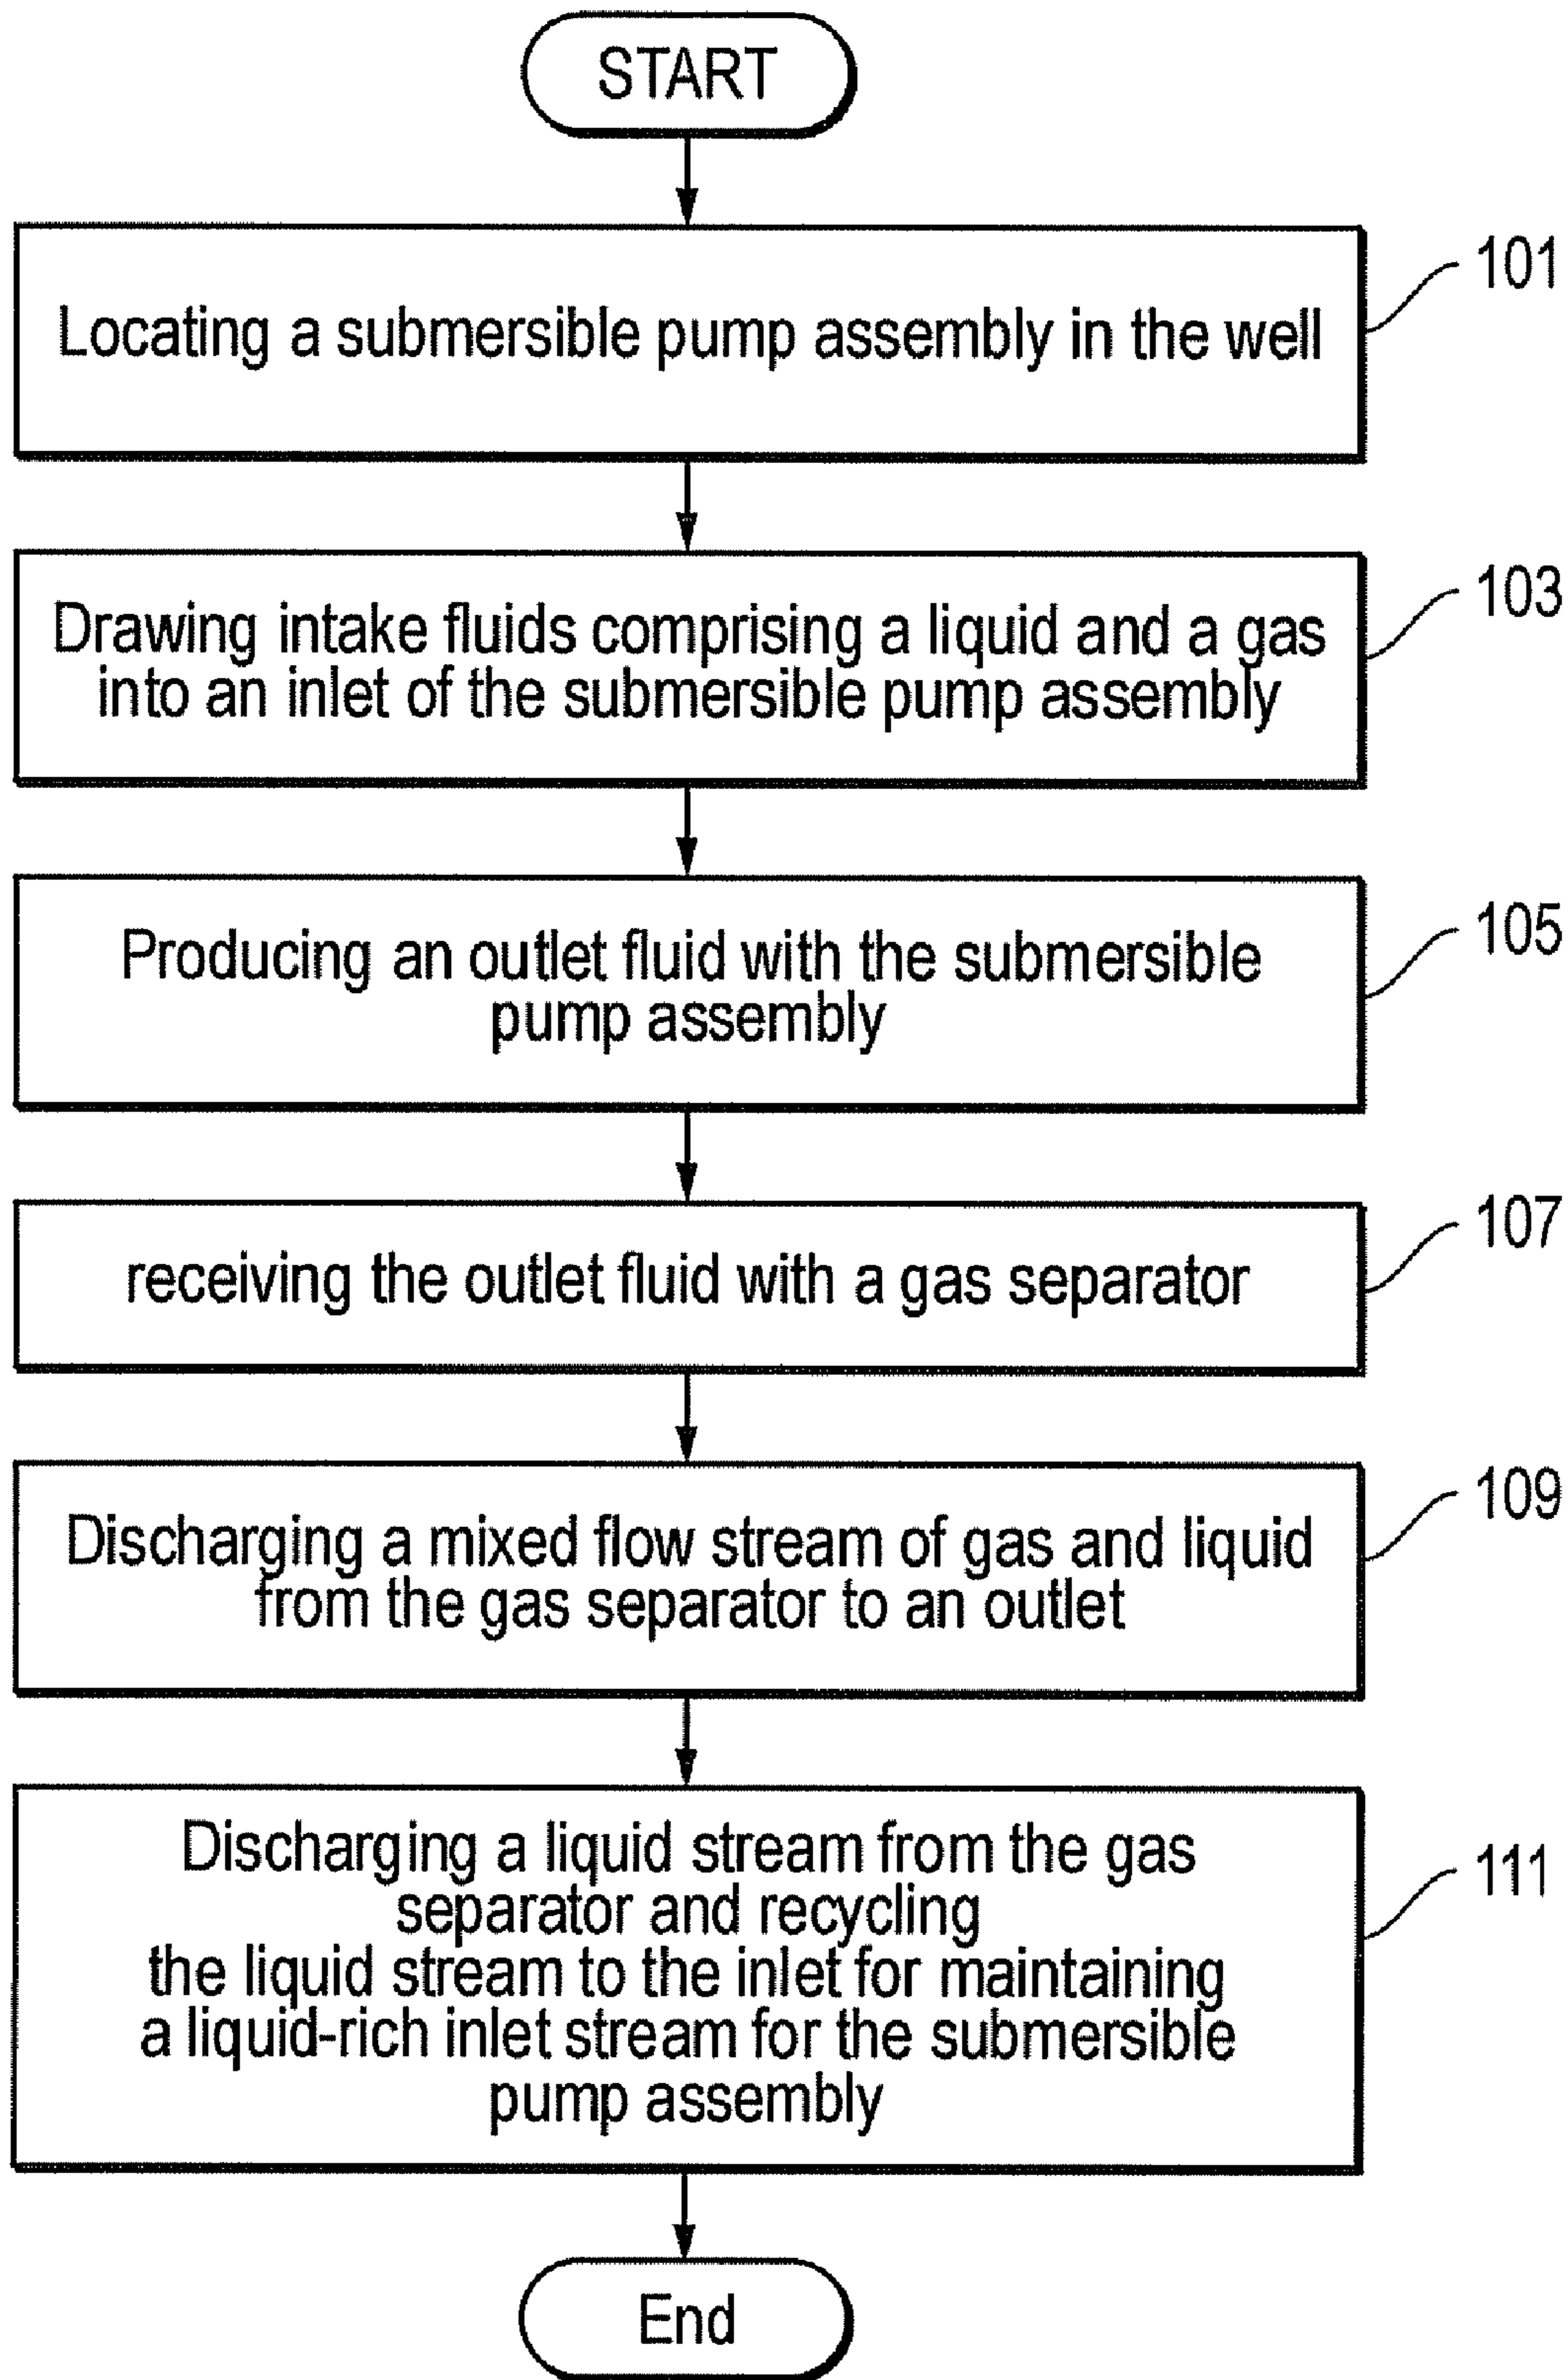 START
101
Locating a submersible pump assembly in the well
103
Drawing intake fluids comprising a liquid and a gas
into an inlet of the submersible pump assembly
105
Producing an outlet fluid with the submersible
pump assembly
107
receiving the outlet fluid with a gas separator
109
Discharging a mixed flow stream of gas and liquid
from the gas separator to an outlet
111
Discharging a liquid stream from the gas
separator and recycling
the liquid stream to the inlet for maintaining
a liquid-rich inlet stream for the submersible
pump assembly
End